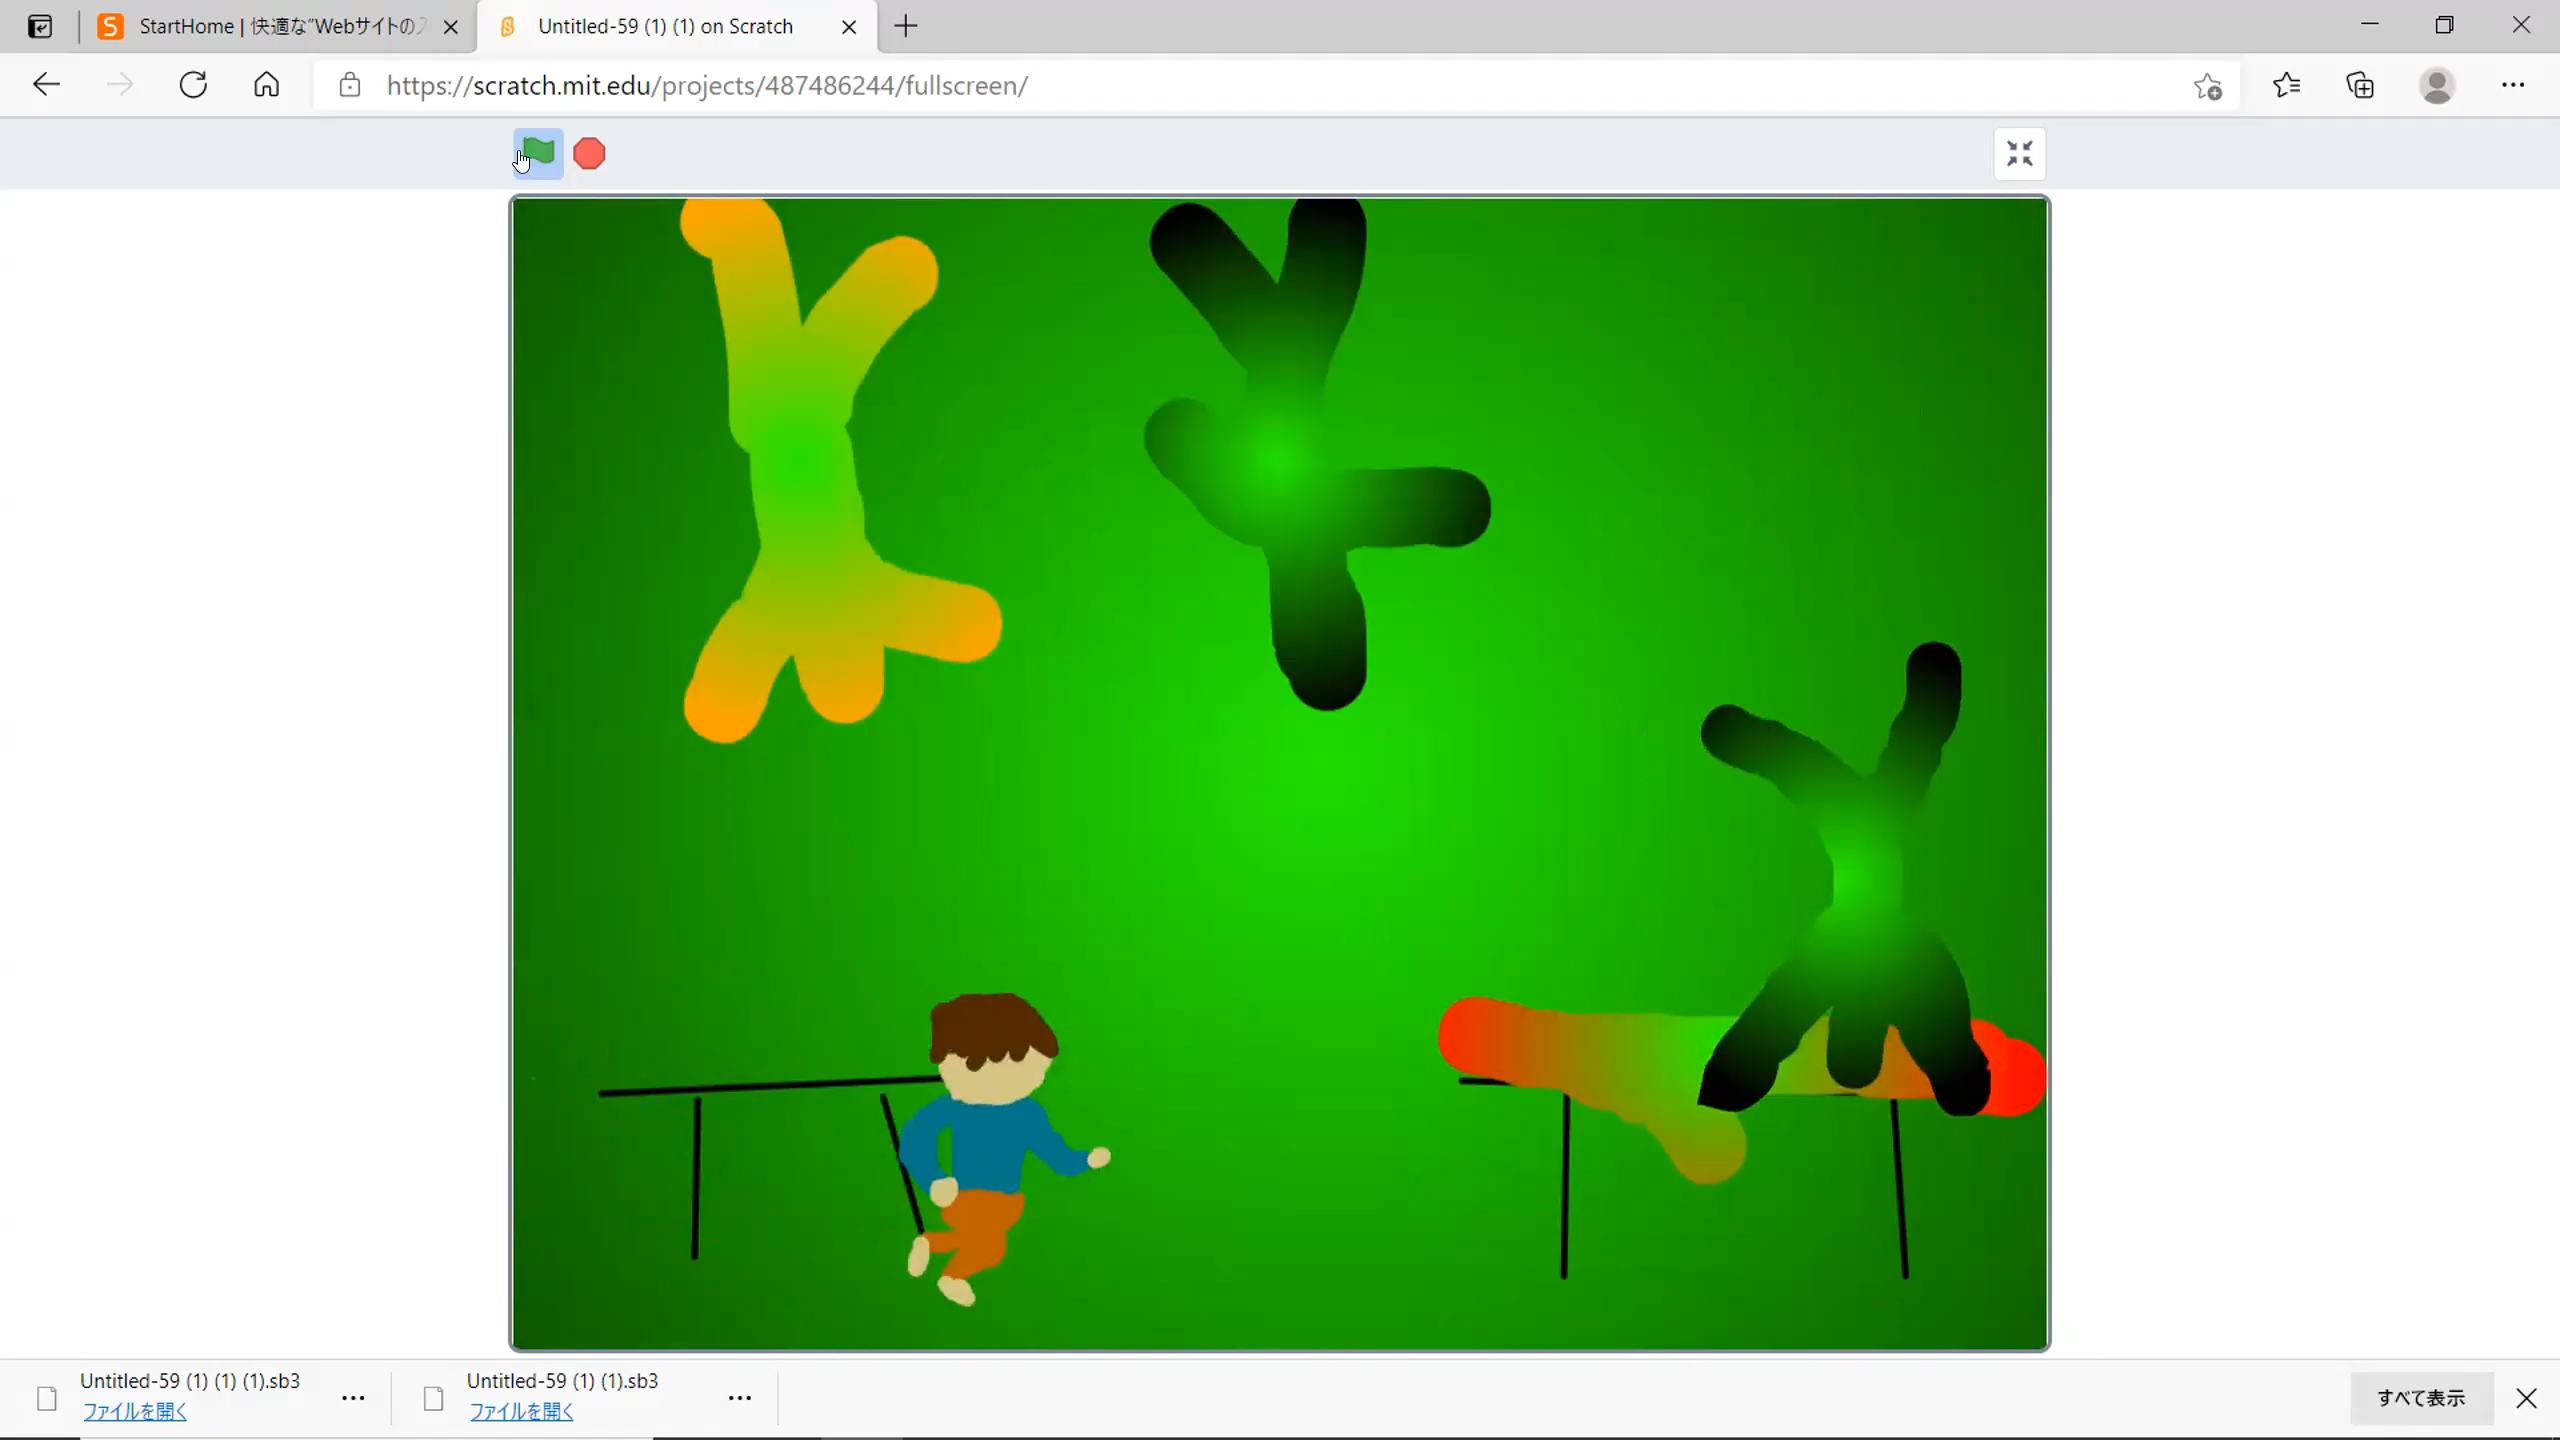 StartHome | 快適な"Webサイトの
Untitled-59 (1) (1) on Scratch
https://scratch.mit.edu/projects/487486244/fullscreen/
Untitled-59 (1) (1) (1).sb3
ファイルを開く
Untitled-59 (1) (1).sb3
ファイルを開く
すべて表示